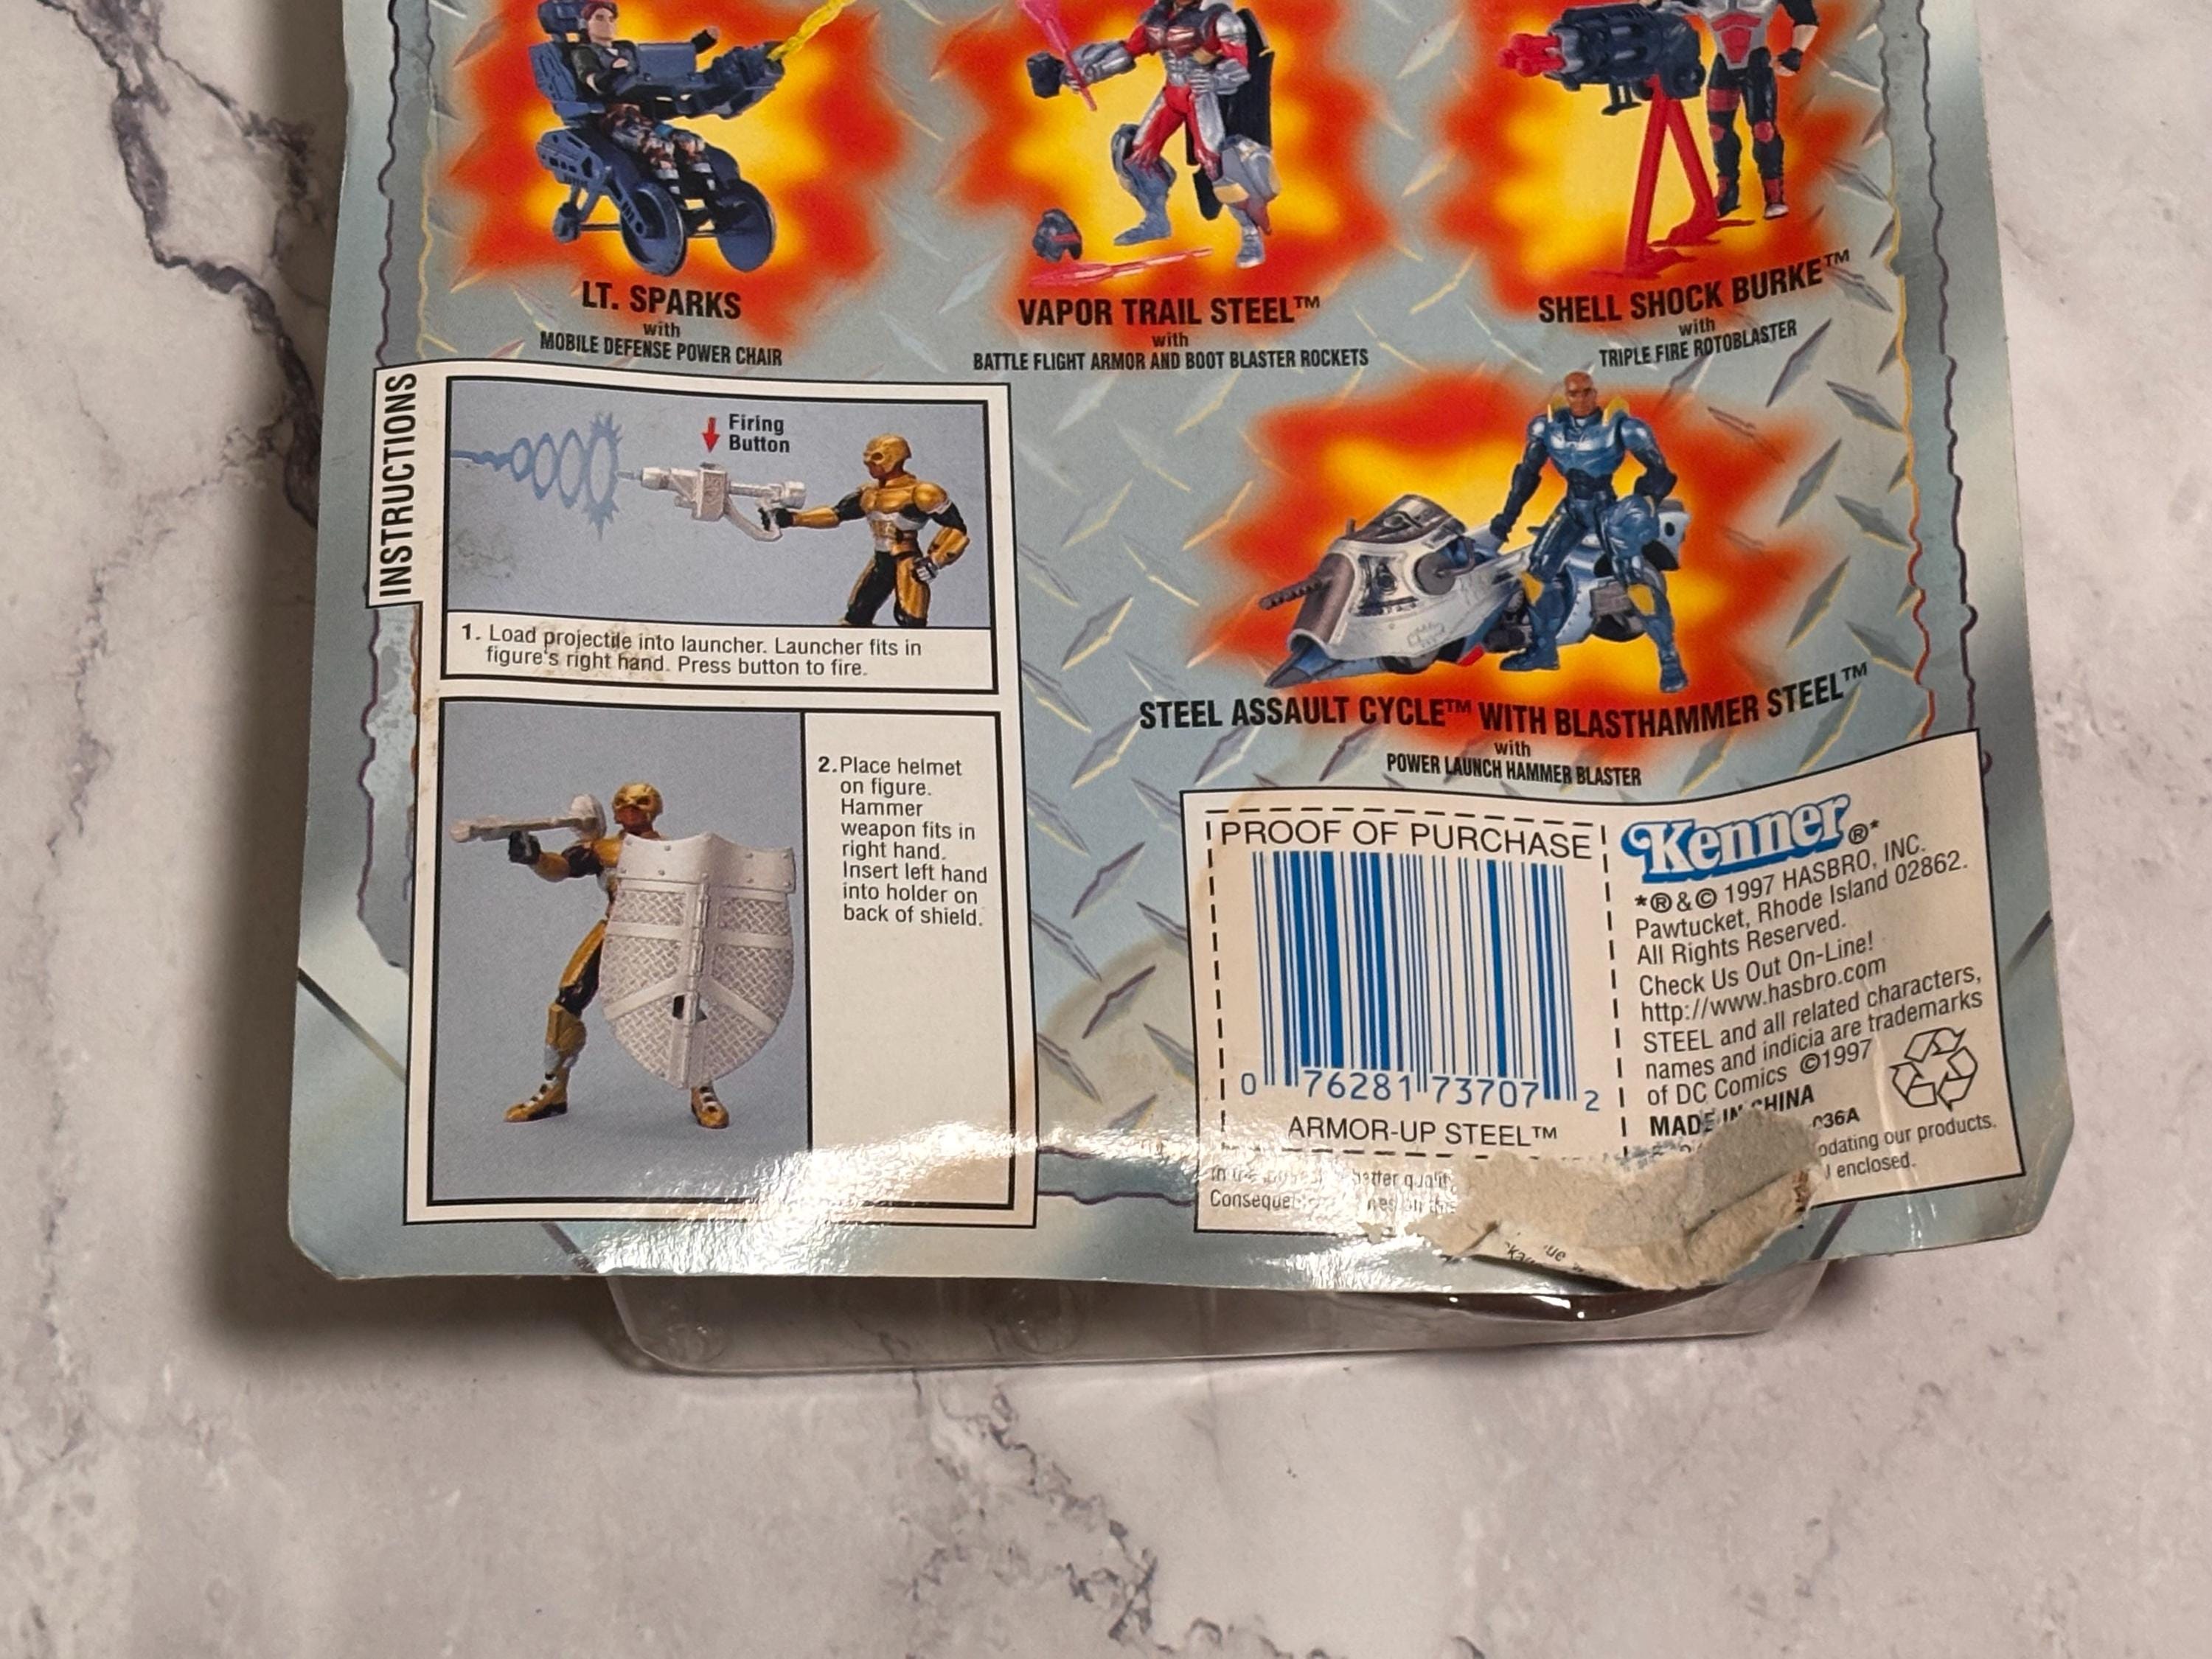 LT. SPARKS
with
MOBILE DEFENSE POWER CHAIR
VAPOR TRAIL STEEL™
with
BATTLE FLIGHT ARMOR AND BOOT BLASTER ROCKETS
SHELL SHOCK BURKE™
with
TRIPLE FIRE ROTOBLASTER
INSTRUCTIONS
Firing
Button
1. Load projectile into launcher. Launcher fits in
figure's right hand. Press button to fire.
2. Place helmet
on figure.
Hammer
weapon fits in
right hand.
Insert left hand
into holder on
back of shield.
STEEL ASSAULT CYCLE™ WITH BLASTHAMMER STEEL™
with
POWER LAUNCH HAMMER BLASTER
PROOF OF PURCHASE
0 76281 73707 2
ARMOR-UP STEEL™
Kenner®*
*®&© 1997 HASBRO, INC.
Pawtucket, Rhode Island 02862.
All Rights Reserved.
Check Us Out On-Line!
http://www.hasbro.com
STEEL and all related characters,
names and indicia are trademarks
of DC Comics ©1997
MADE IN CHINA
036A
our products.
enclosed.